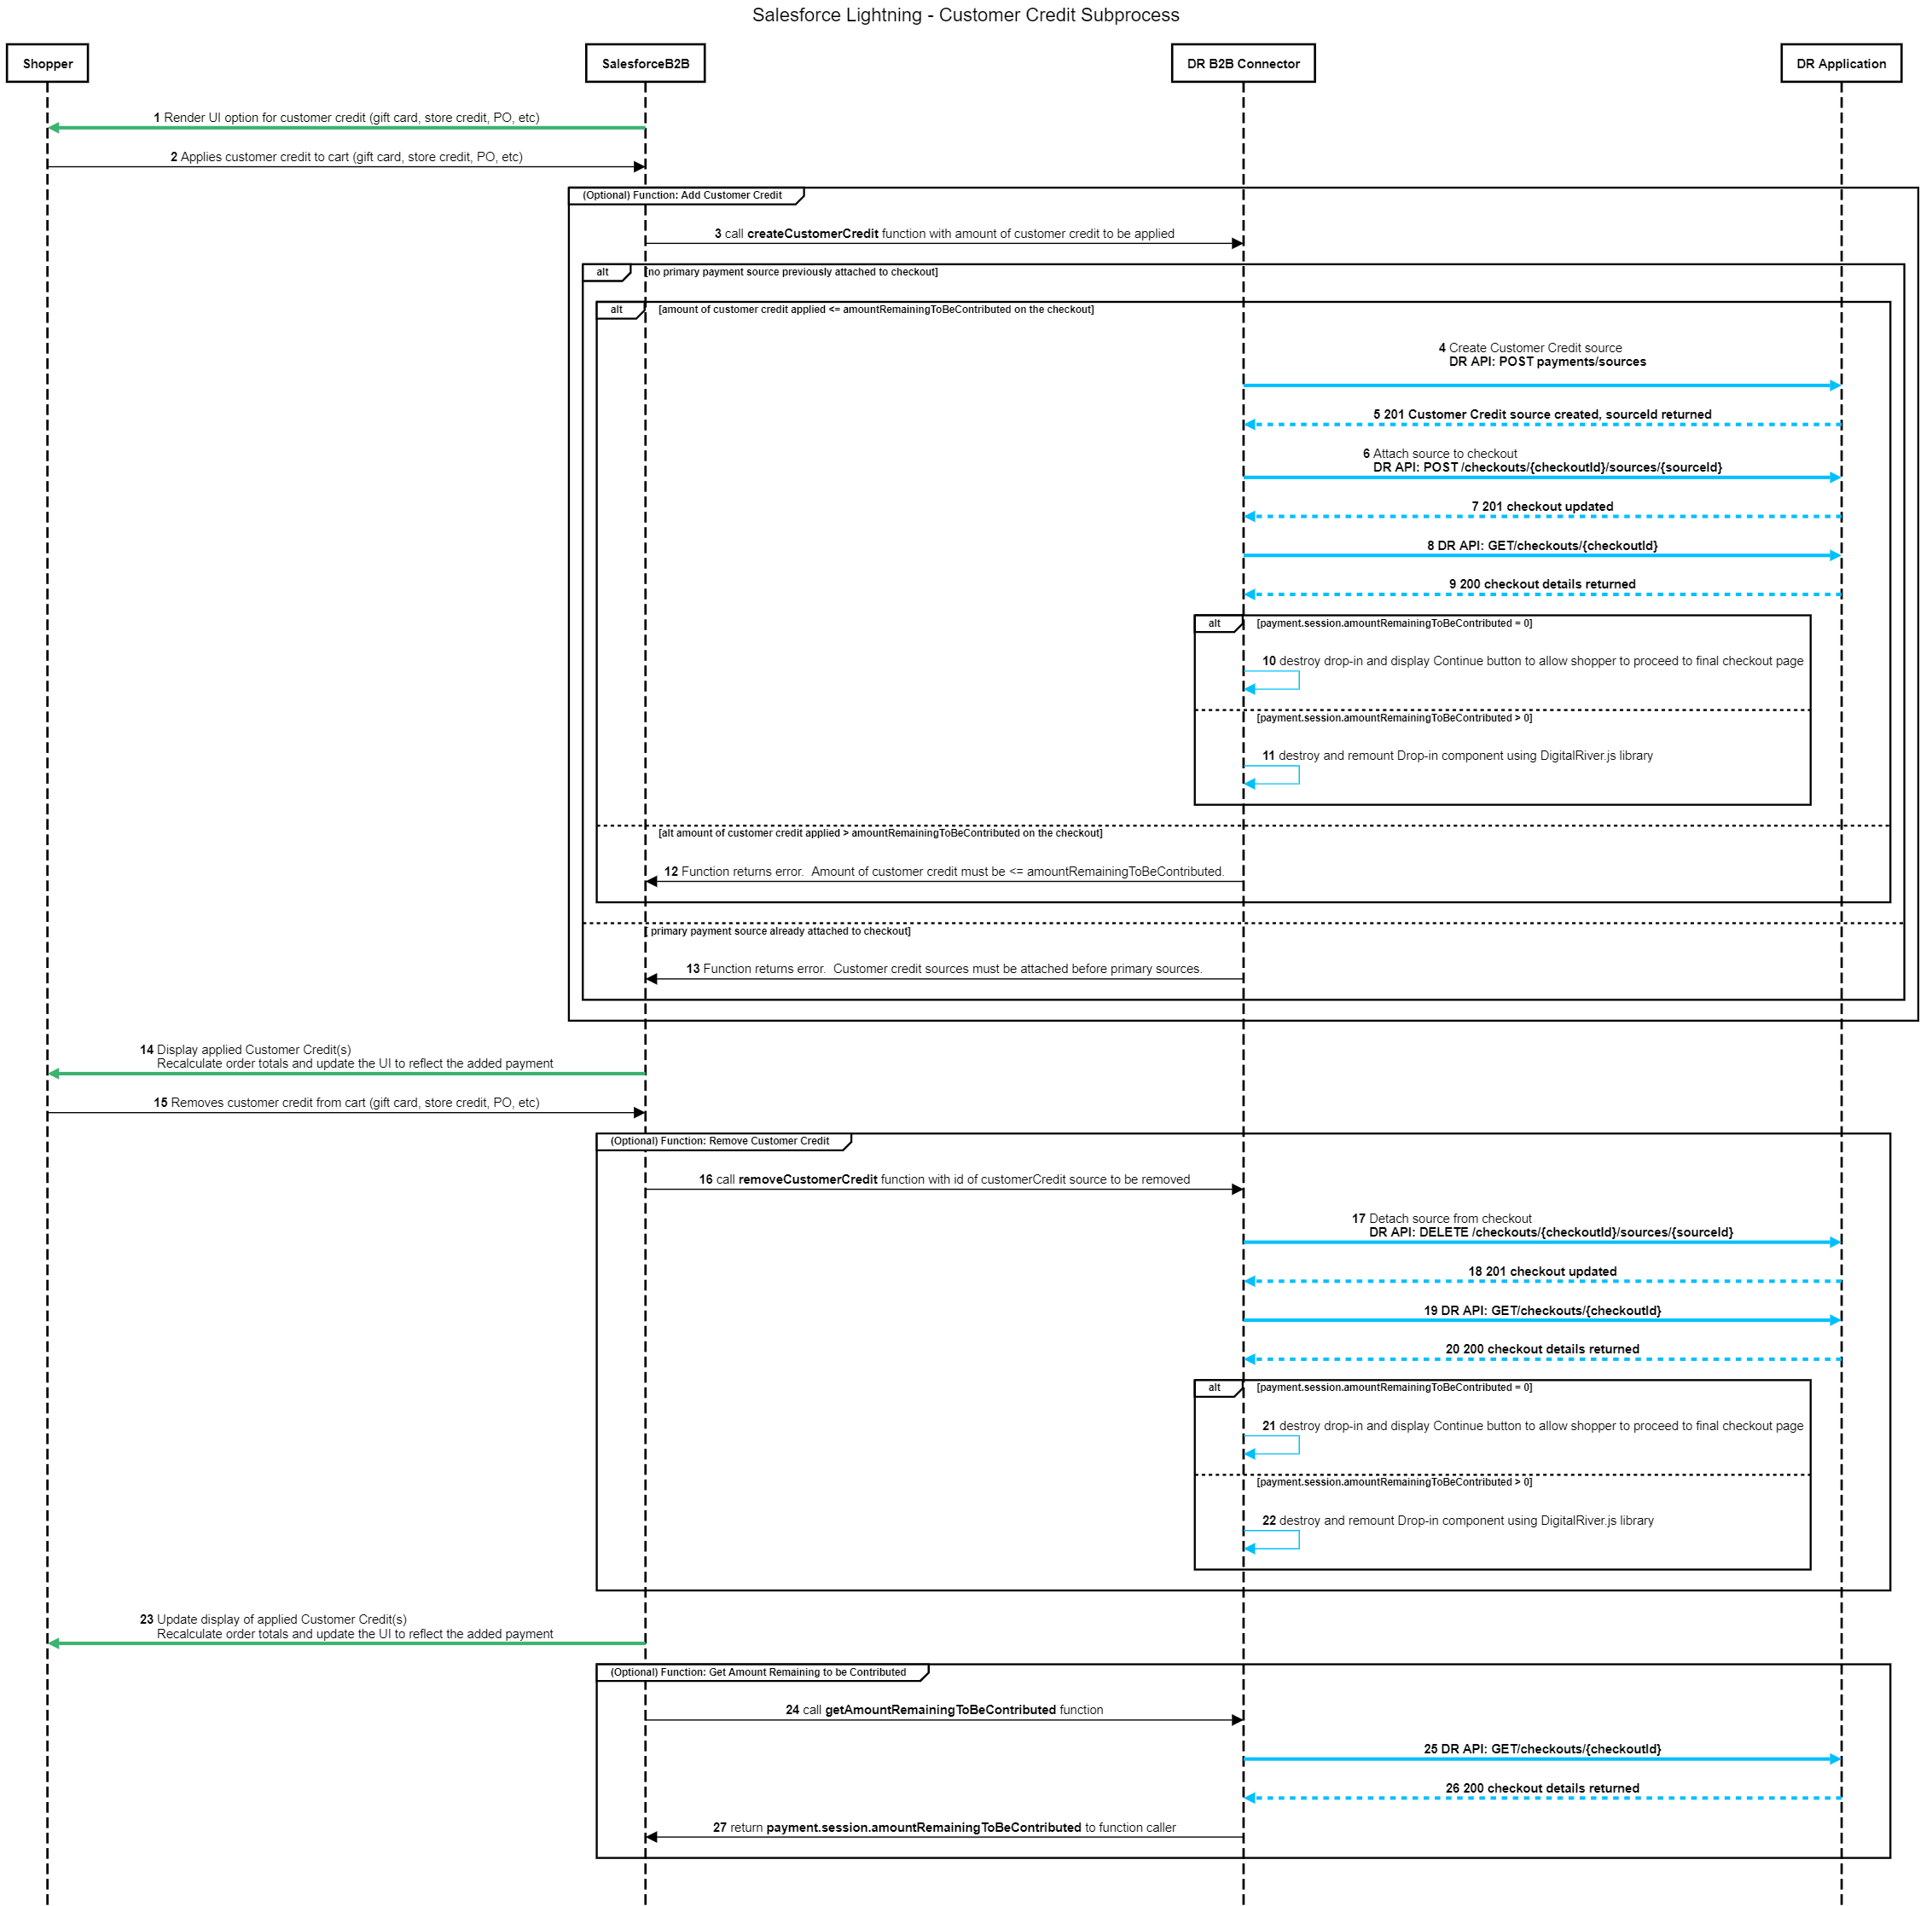 Salesforce Lightning - Customer Credit Subprocess
Shopper
SalesforceB2B
DR B2B Connector
DR Application
1 Render UI option for customer credit (gift card, store credit, PO, etc)
2 Applies customer credit to cart (gift card, store credit, PO, etc)
(Optional) Function: Add Customer Credit
3 call createCustomerCredit function with amount of customer credit to be applied
alt
[no primary payment source previously attached to checkout]
alt
[amount of customer credit applied <= amountRemainingToBeContributed on the checkout]
4 Create Customer Credit source
DR API: POST payments/sources
5 201 Customer Credit source created, sourceId returned
6 Attach source to checkout
DR API: POST /checkouts/{checkoutId}/sources/{sourceId}
7 201 checkout updated
8 DR API: GET/checkouts/{checkoutId}
9 200 checkout details returned
alt
[payment.session.amountRemainingToBeContributed = 0]
10 destroy drop-in and display Continue button to allow shopper to proceed to final checkout page
[payment.session.amountRemainingToBeContributed > 0]
11 destroy and remount Drop-in component using DigitalRiver.js library
[alt amount of customer credit applied > amountRemainingToBeContributed on the checkout]
12 Function returns error.  Amount of customer credit must be <= amountRemainingToBeContributed.
[ primary payment source already attached to checkout]
13 Function returns error.  Customer credit sources must be attached before primary sources.
14 Display applied Customer Credit(s)
Recalculate order totals and update the UI to reflect the added payment
15 Removes customer credit from cart (gift card, store credit, PO, etc)
(Optional) Function: Remove Customer Credit
16 call removeCustomerCredit function with id of customerCredit source to be removed
17 Detach source from checkout
DR API: DELETE /checkouts/{checkoutId}/sources/{sourceId}
18 201 checkout updated
19 DR API: GET/checkouts/{checkoutId}
20 200 checkout details returned
alt
[payment.session.amountRemainingToBeContributed = 0]
21 destroy drop-in and display Continue button to allow shopper to proceed to final checkout page
[payment.session.amountRemainingToBeContributed > 0]
22 destroy and remount Drop-in component using DigitalRiver.js library
23 Update display of applied Customer Credit(s)
Recalculate order totals and update the UI to reflect the added payment
(Optional) Function: Get Amount Remaining to be Contributed
24 call getAmountRemainingToBeContributed function
25 DR API: GET/checkouts/{checkoutId}
26 200 checkout details returned
27 return payment.session.amountRemainingToBeContributed to function caller